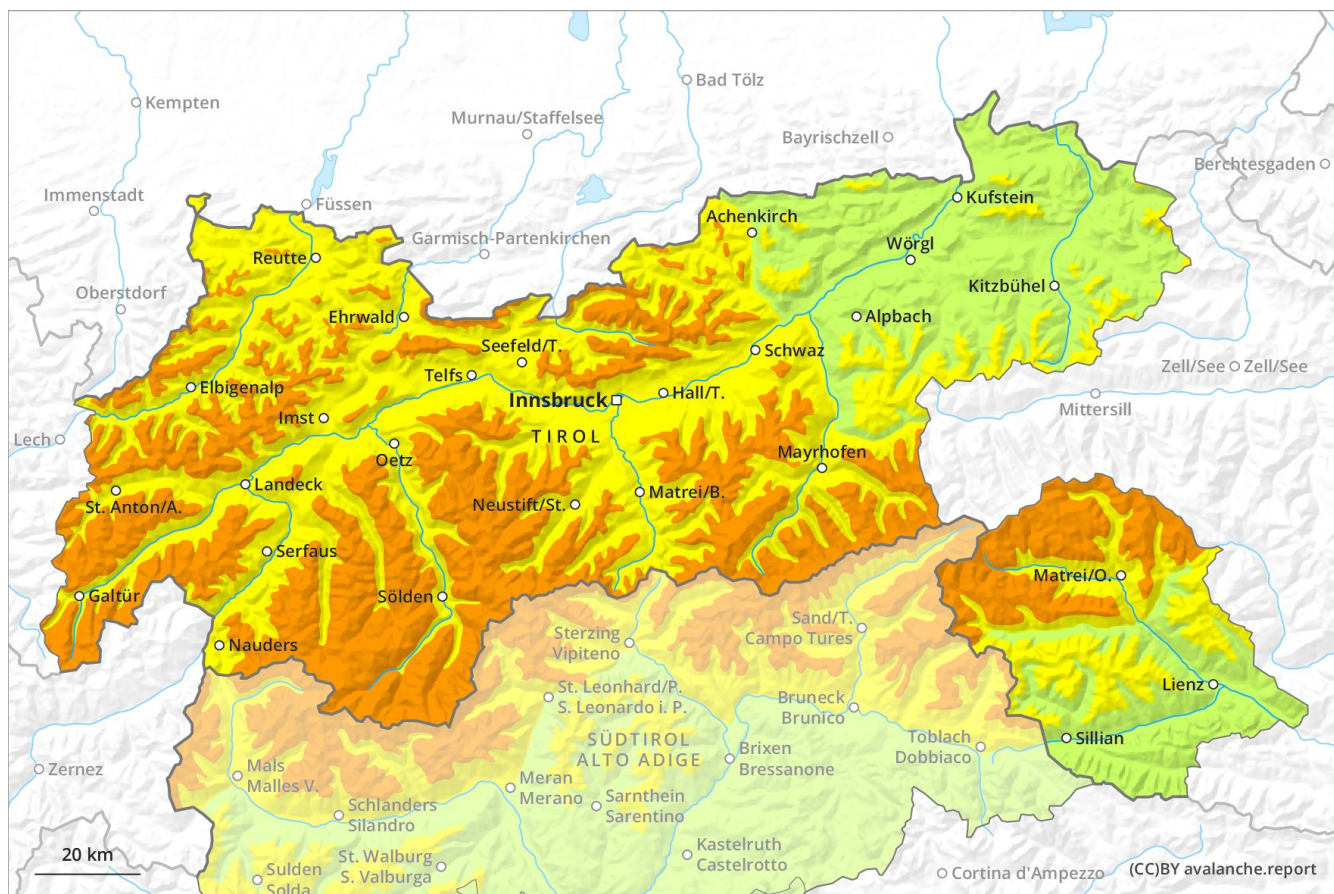 Kempten
Bad Tölz
Murnau/Staffelsee
Bayrischzell
Berchtesgaden
Immenstadt
Füssen
Kufstein
Achenkirch
Garmisch-Partenkirchen
Wörgl
Reutte
Kitzbühel
Oberstdorf
Ehrwald
Alpbach
Seefeld/T.
Schwaz
Zell/See
Zell/See
Telfs
Elbigenalp
Hall/T.
Innsbruck
Mittersill
Imst
Lech
TIROL
Oetz
Mayrhofen
Landeck
Matrei/B.
St. Anton/A.
Neustift/St.
Serfaus
Matrei/O.
Galtür
Sölden
Sand/T.
Campo Tures
Sterzing
Vipiteno
Nauders
Lienz
St. Leonhard/P.
S. Leonardo i. P.
Bruneck
Brunico
Sillian
SÜDTIROL
ALTO ADIGE
Toblach
Dobbiaco
Brixen
Bressanone
Zernez
Mals
Malles V.
Meran
Merano
Sarnthein
Sarentino
Schlanders
Silandro
Kastelruth
Castelrotto
20 km
St. Walburg
S. Valburga
Sulden
Solda
Cortina d'Ampezzo
(CC)BY avalanche.report